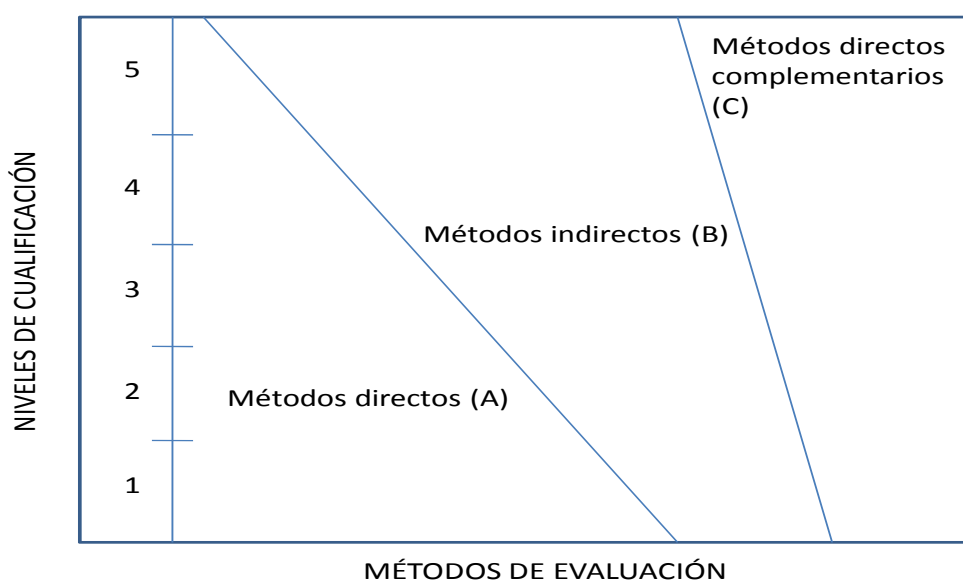 NIVELES DE CUALIFICACIÓN
5
4
3
2
1
Métodos directos
complementarios
(C)
Métodos indirectos (B)
Métodos directos (A)
MÉTODOS DE EVALUACIÓN